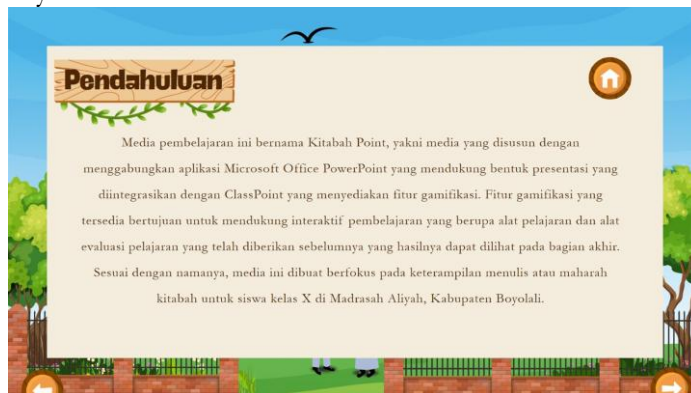 Pendahuluan
Media pembelajaran ini bernama Kitabah Point, yakni media yang disusun dengan
menggabungkan aplikasi Microsoft Office PowerPoint yang mendukung bentuk presentasi yang
diintegrasikan dengan ClassPoint yang menyediakan fitur gamifikasi. Fitur gamifikasi yang
tersedia bertujuan untuk mendukung interaktif pembelajaran yang berupa alat pelajaran dan alat
evaluasi pelajaran yang telah diberikan sebelumnya yang hasilnya dapat dilihat pada bagian akhir.
Sesuai dengan namanya, media ini dibuat berfokus pada keterampilan menulis atau maharah
kitabah untuk siswa kelas X di Madrasah Aliyah, Kabupaten Boyolali.